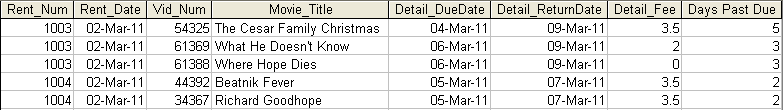 Rent_Num Rent_Date Vid_Num Movie_Title Detail_DueDate Detail_ReturnDate Detail_Fee Days Past Due
1003 02-Mar-11 54325 The Cesar Family Christmas 04-Mar-11 09-Mar-11 3.5 5
1003 02-Mar-11 61369 What He Doesn't Know 06-Mar-11 09-Mar-11 2 3
1003 02-Mar-11 61388 Where Hope Dies 06-Mar-11 09-Mar-11 0 3
1004 02-Mar-11 44392 Beatnik Fever 05-Mar-11 07-Mar-11 3.5 2
1004 02-Mar-11 34367 Richard Goodhope 05-Mar-11 07-Mar-11 3.5 2